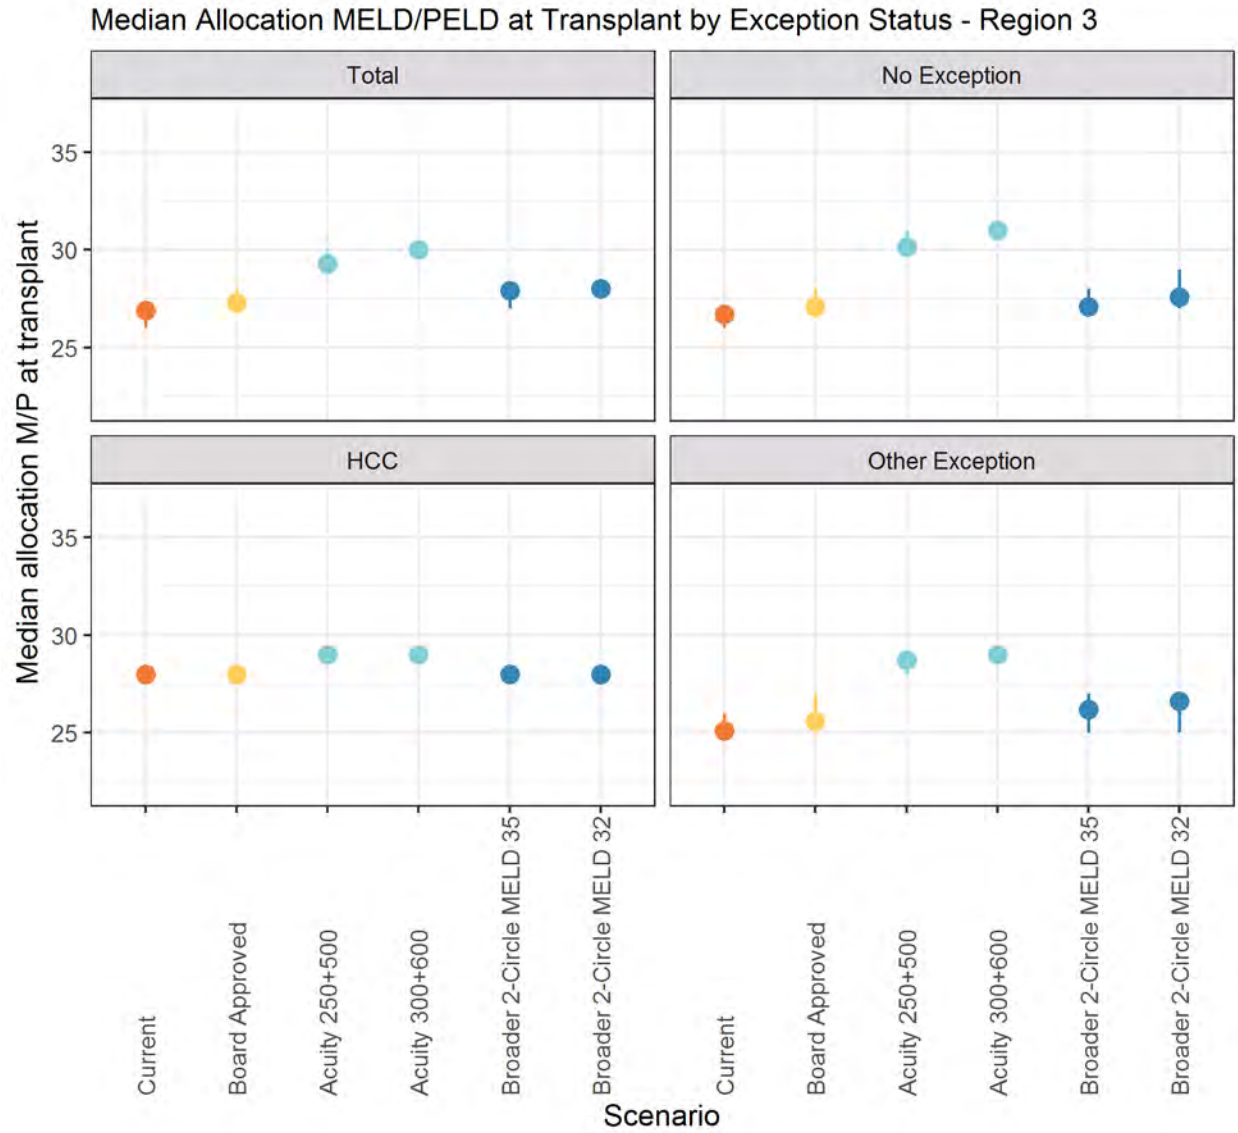 Median Allocation MELD/PELD at Transplant by Exception Status - Region 3
Total
No Exception
35
30
25
HCC
Other Exception
35
30
25
Median allocation M/P at transplant
Current
Board Approved
Acuity 250+500
Acuity 300+600
Broader 2-Circle MELD 35
Broader 2-Circle MELD 32
Current
Board Approved
Acuity 250+500
Acuity 300+600
Broader 2-Circle MELD 35
Broader 2-Circle MELD 32
Scenario